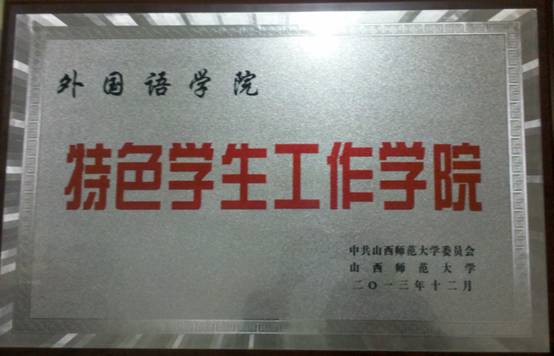 外国语学院
特色学生工作学院
中共山西师范大学委员会
山西师范大学
二〇一三年十二月